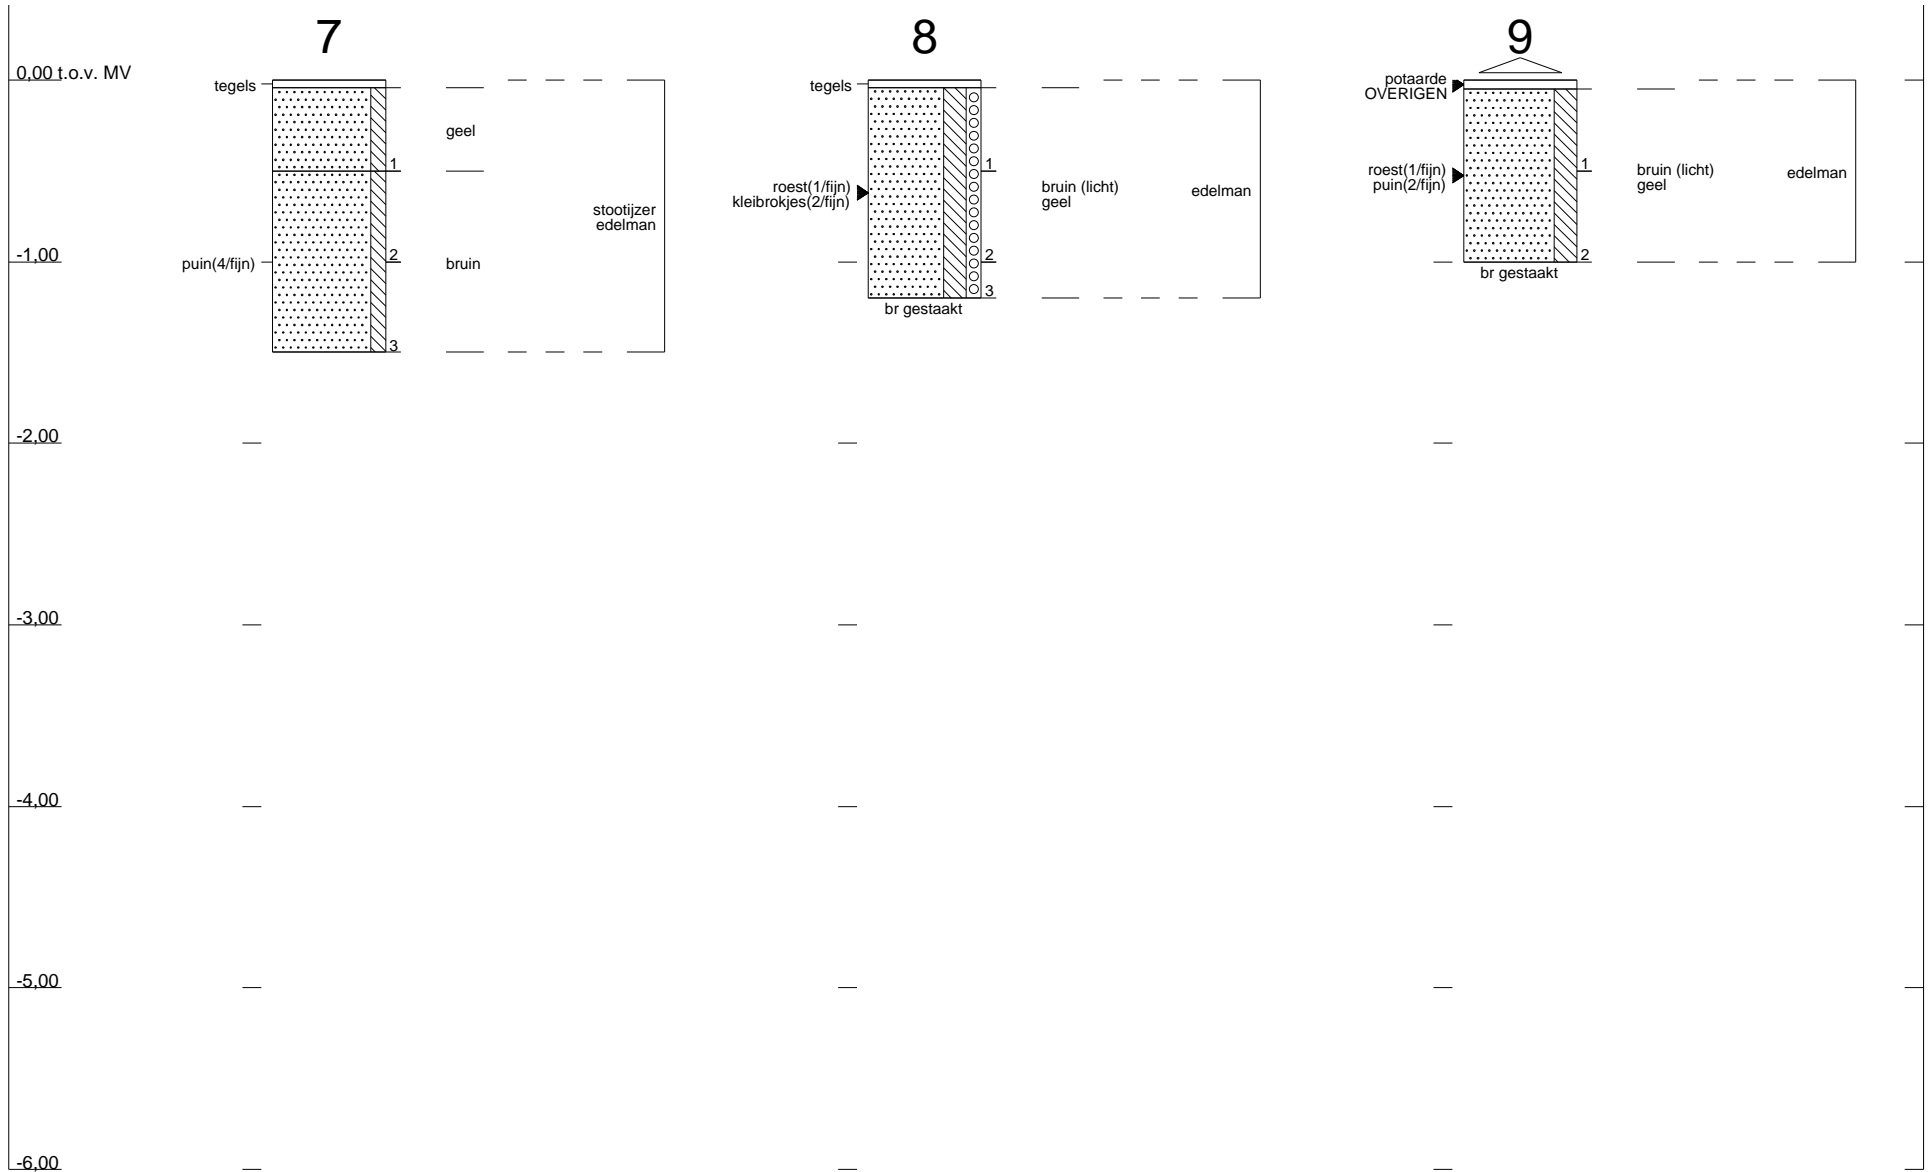 7
8
9
0,00 t.o.v. MV
tegels
geel
1
stootijzer
edelman
puin(4/fijn)
2
bruin
3
tegels
1
roest(1/fijn)
kleibrokjes(2/fijn)
bruin (licht)
geel
edelman
2
3
br gestaakt
potaarde
OVERIGEN
1
roest(1/fijn)
puin(2/fijn)
bruin (licht)
geel
edelman
2
br gestaakt
-1,00
-2,00
-3,00
-4,00
-5,00
-6,00